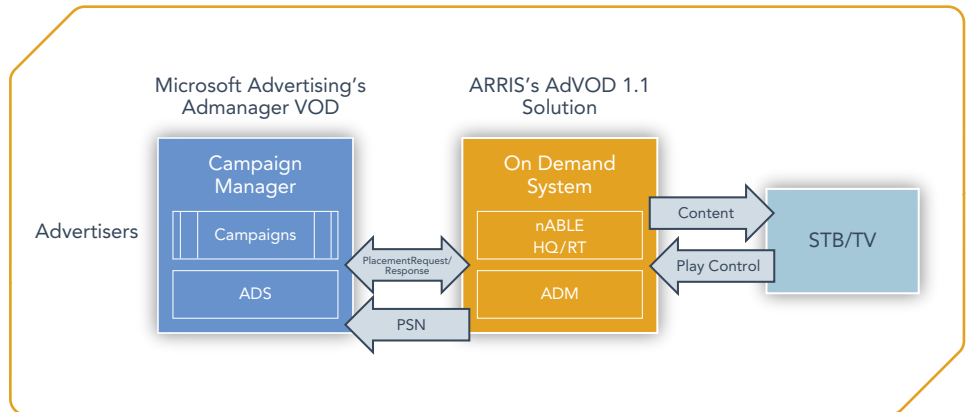 Microsoft Advertising's
Admanager VOD
ARRIS's AdVOD 1.1
Solution
Campaign
Manager
On Demand
System
Advertisers
Campaigns
ADS
PlacementRequest/
Response
PSN
nABLE
HQ/RT
ADM
Content
Play Control
STB/TV